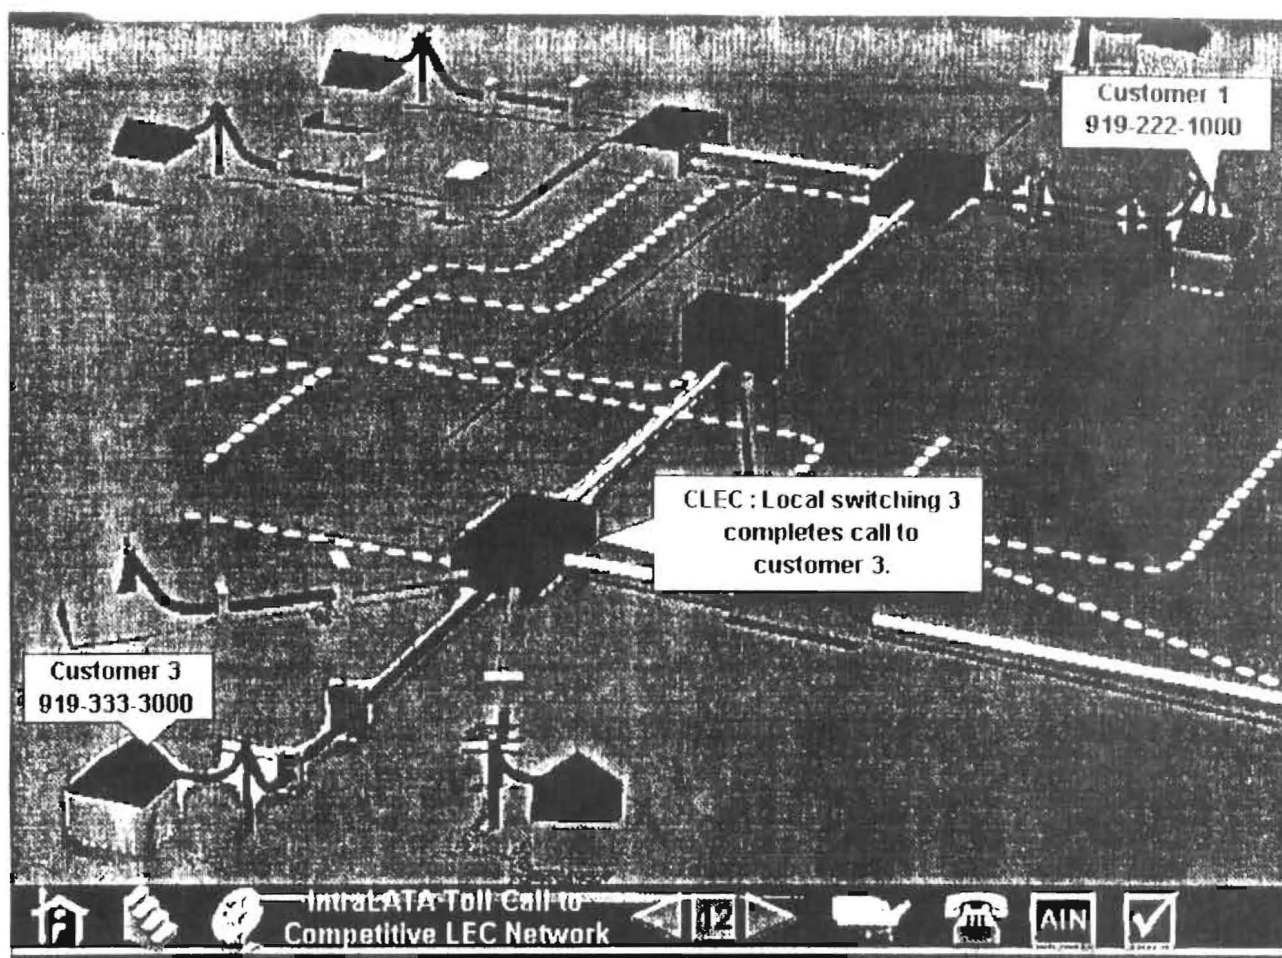 Customer 1
919-222-1000
CLEC : Local switching 3
completes call to
customer 3.
Customer 3
919-333-3000
IntraLATA Toll Call to
Competitive LEC Network
12
AIN